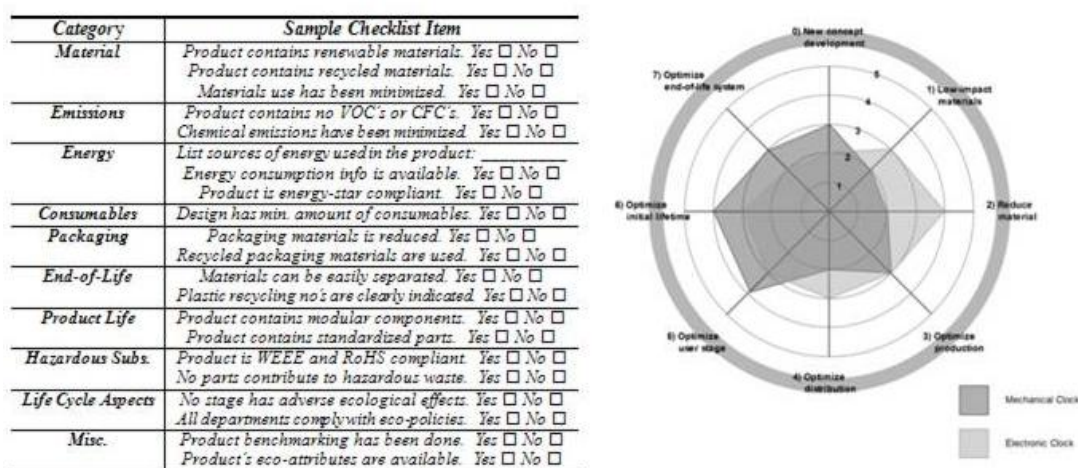 Category Sample Checklist Item
Material Product contains renewable materials. Yes ☐ No ☐
Product contains recycled materials. Yes ☐ No ☐
Materials use has been minimized. Yes ☐ No ☐
Emissions Product contains no VOC's or CFC's. Yes ☐ No ☐
Chemical emissions have been minimized Yes ☐ No ☐
Energy List sources of energy used in the product: __________
Energy consumption info is available. Yes ☐ No ☐
Product is energy-star compliant. Yes ☐ No ☐
Consumables Design has min. amount of consumables. Yes ☐ No ☐
Packaging Packaging materials is reduced. Yes ☐ No ☐
Recycled packaging materials are used. Yes ☐ No ☐
End-of-Life Materials can be easily separated. Yes ☐ No ☐
Plastic recycling no's are clearly indicated Yes ☐ No ☐
Product Life Product contains modular components. Yes ☐ No ☐
Product contains standardized parts. Yes ☐ No ☐
Hazardous Subs. Product is WEEE and RoHS compliant. Yes ☐ No ☐
No parts contribute to hazardous waste. Yes ☐ No ☐
Life Cycle Aspects No stage has adverse ecological effects. Yes ☐ No ☐
All departments comply with eco-policies. Yes ☐ No ☐
Misc. Product benchmarking has been done. Yes ☐ No ☐
Product's eco-attributes are available. Yes ☐ No ☐
0) New concept
development
7) Optimize
end-of-life system
1) Low-impact
materials
5
4
3
2
1
6) Optimize
initial lifetime
2) Reduce
material
5) Optimize
user stage
3) Optimize
production
4) Optimize
distribution
Mechanical Clock
Electronic Clock